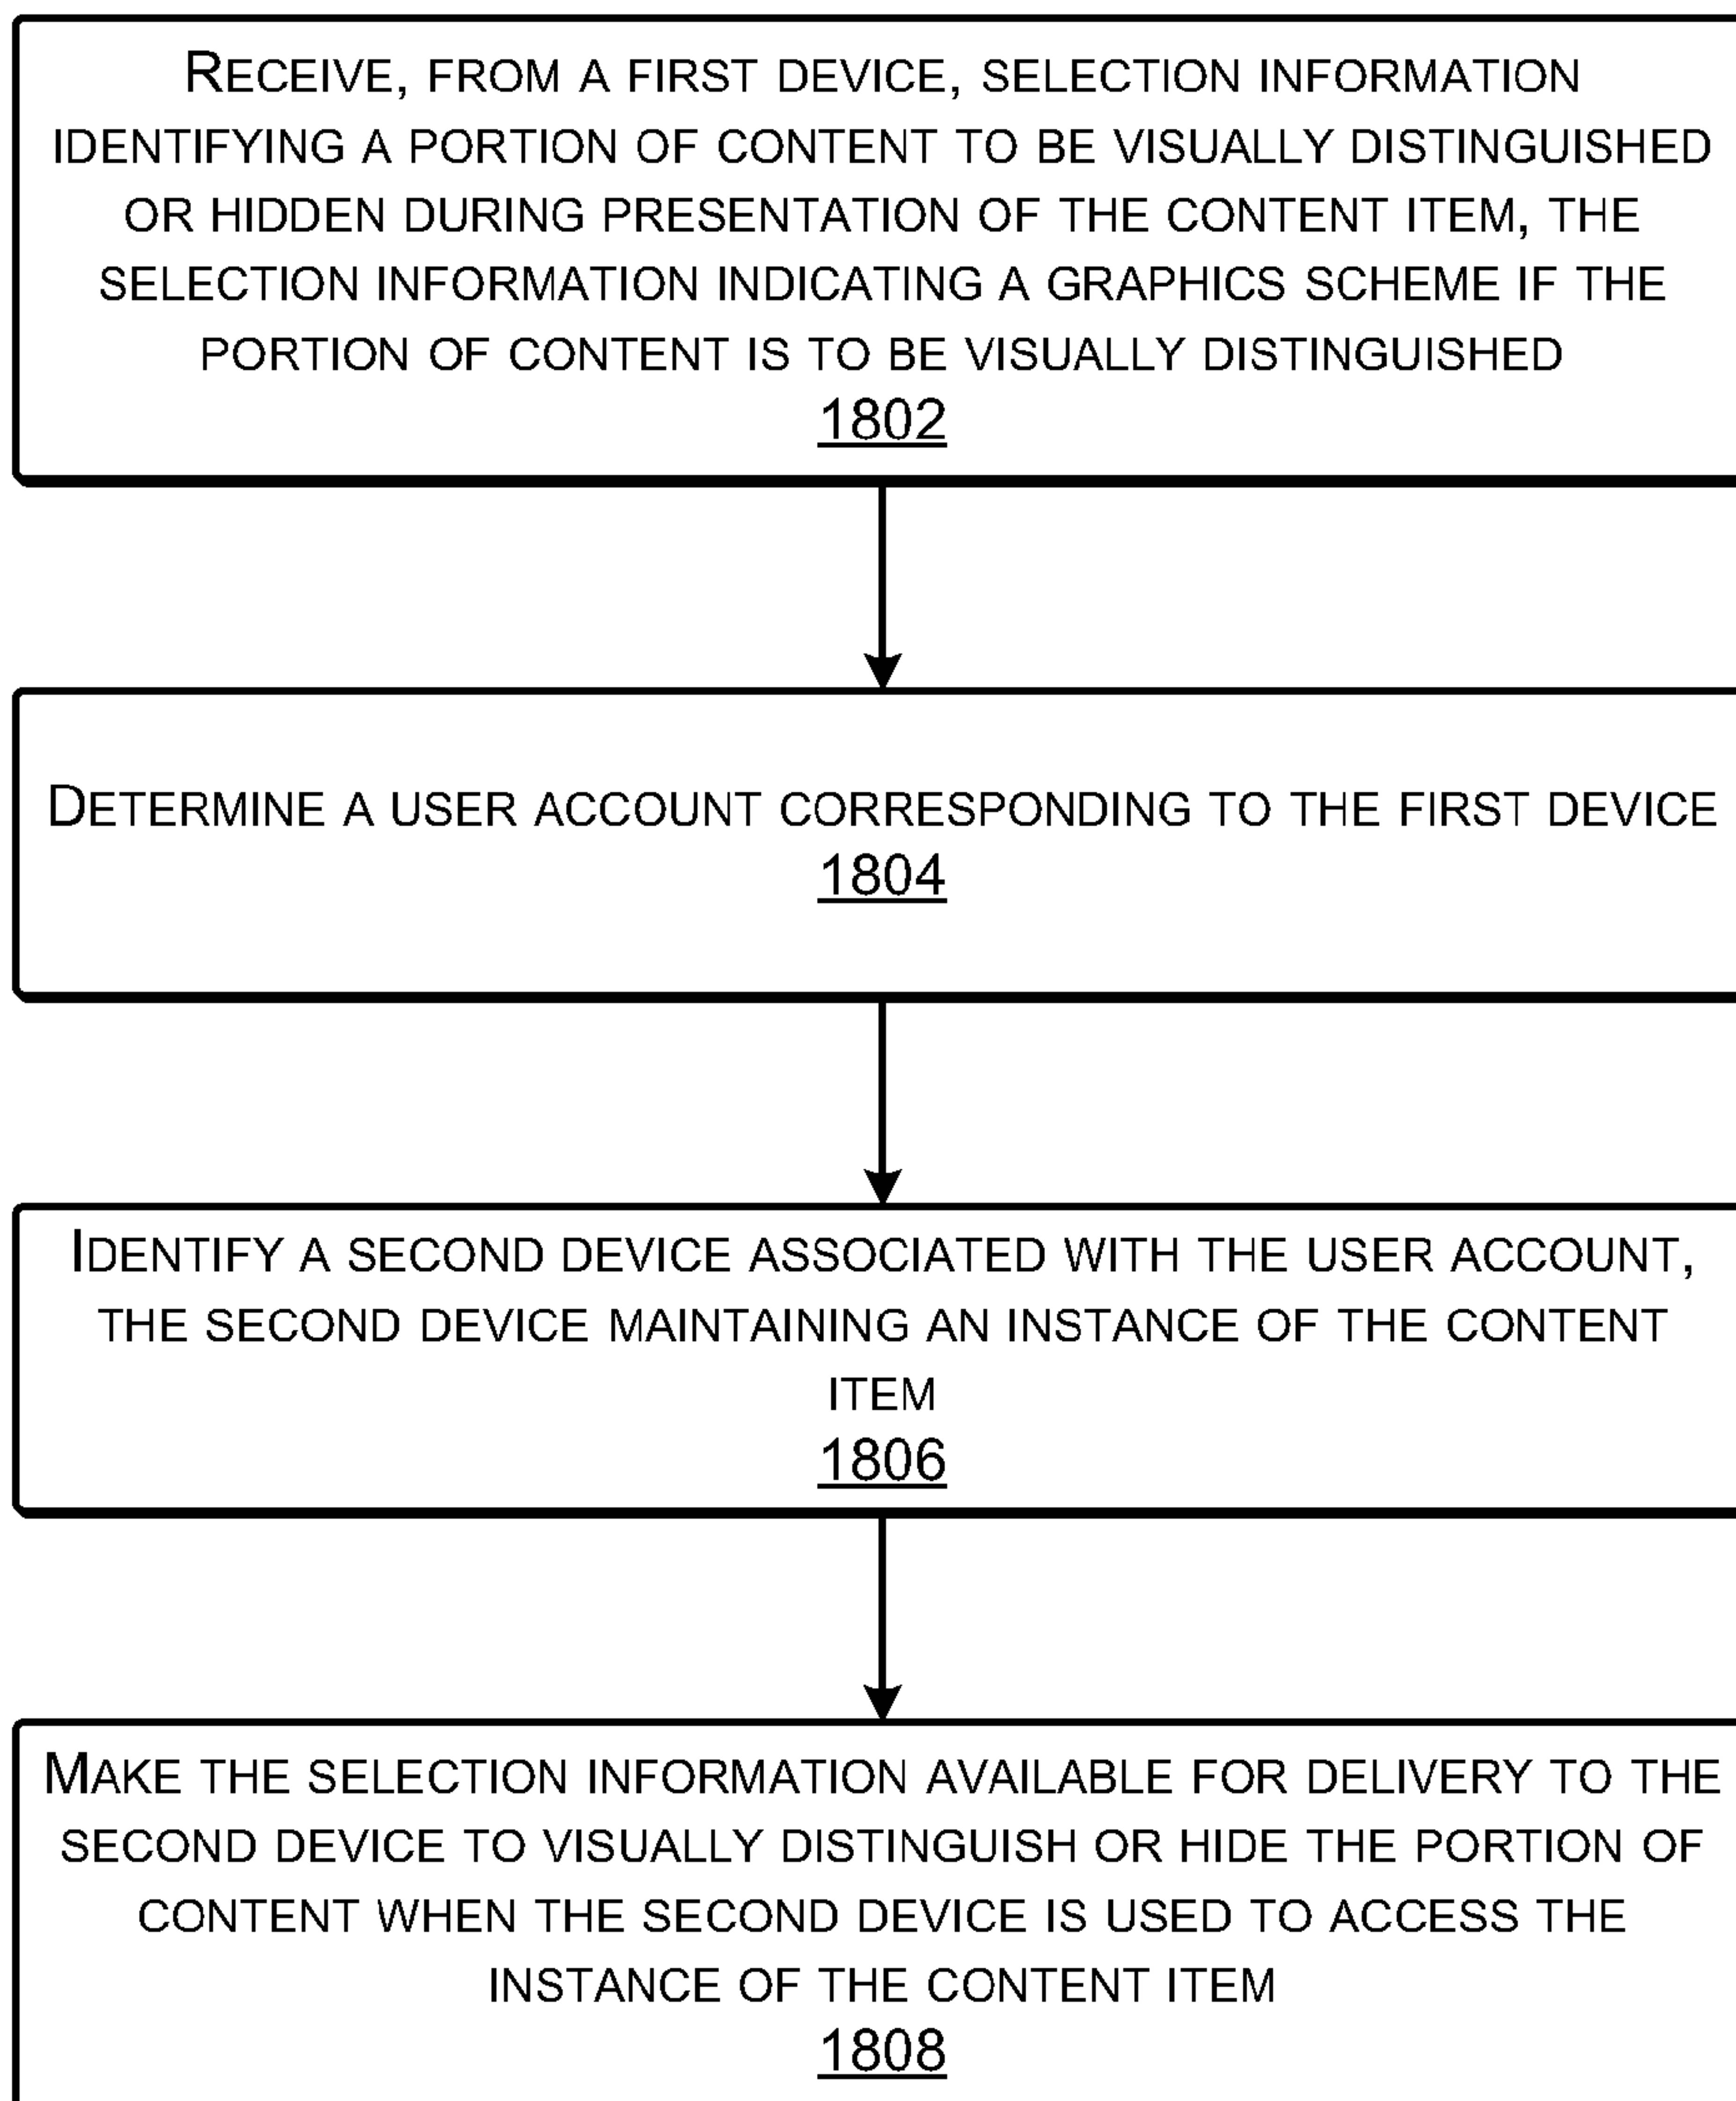 RECEIVE, FROM A FIRST DEVICE, SELECTION INFORMATION
IDENTIFYING A PORTION OF CONTENT TO BE VISUALLY DISTINGUISHED
OR HIDDEN DURING PRESENTATION OF THE CONTENT ITEM, THE
SELECTION INFORMATION INDICATING A GRAPHICS SCHEME IF THE
PORTION OF CONTENT IS TO BE VISUALLY DISTINGUISHED
1802
DETERMINE A USER ACCOUNT CORRESPONDING TO THE FIRST DEVICE
1804
IDENTIFY A SECOND DEVICE ASSOCIATED WITH THE USER ACCOUNT,
THE SECOND DEVICE MAINTAINING AN INSTANCE OF THE CONTENT
ITEM
1806
MAKE THE SELECTION INFORMATION AVAILABLE FOR DELIVERY TO THE
SECOND DEVICE TO VISUALLY DISTINGUISH OR HIDE THE PORTION OF
CONTENT WHEN THE SECOND DEVICE IS USED TO ACCESS THE
INSTANCE OF THE CONTENT ITEM
1808